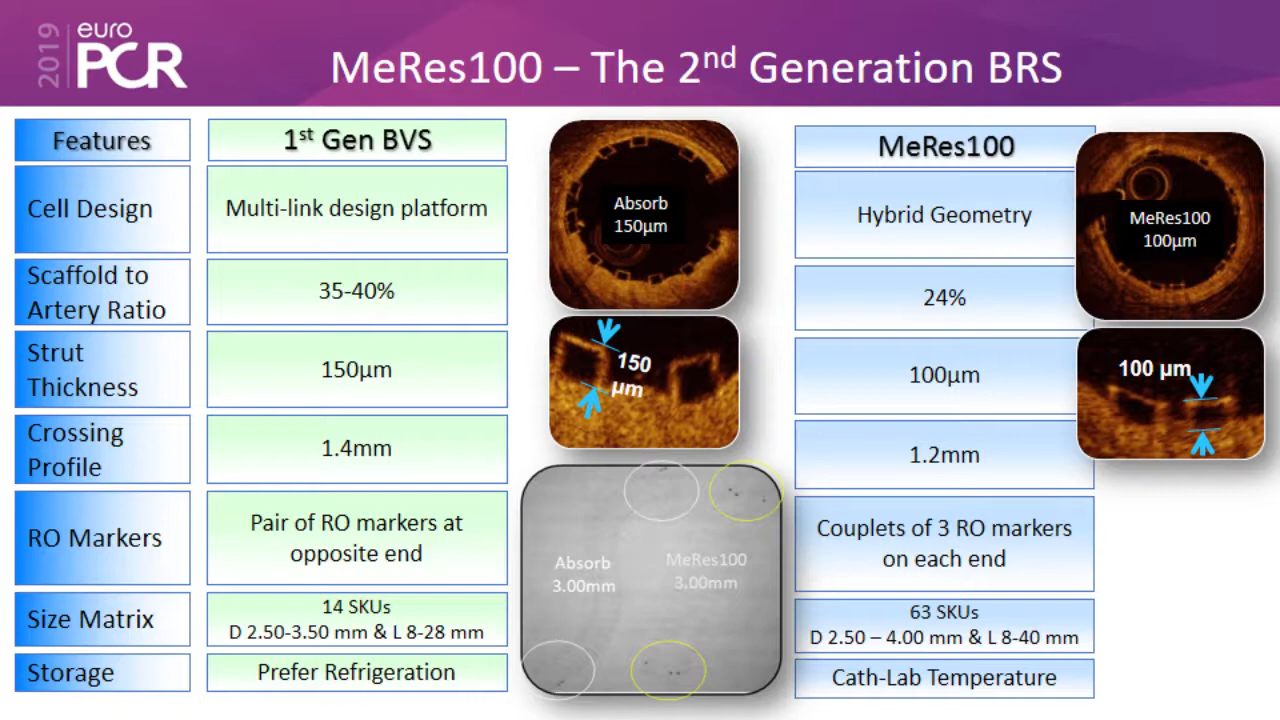 2019
euro
PCR
MeRes100 – The 2nd Generation BRS
Features
1st Gen BVS
MeRes100
Cell Design
Multi-link design platform
Hybrid Geometry
Scaffold to
Artery Ratio
35-40%
24%
Strut
Thickness
150µm
100µm
Crossing
Profile
1.4mm
1.2mm
RO Markers
Pair of RO markers at
opposite end
Couplets of 3 RO markers
on each end
Size Matrix
14 SKUs
D 2.50-3.50 mm & L 8-28 mm
63 SKUs
D 2.50 – 4.00 mm & L 8-40 mm
Storage
Prefer Refrigeration
Cath-Lab Temperature
Absorb
150µm
150
µm
Absorb
3.00mm
MeRes100
3.00mm
MeRes100
100µm
100 µm